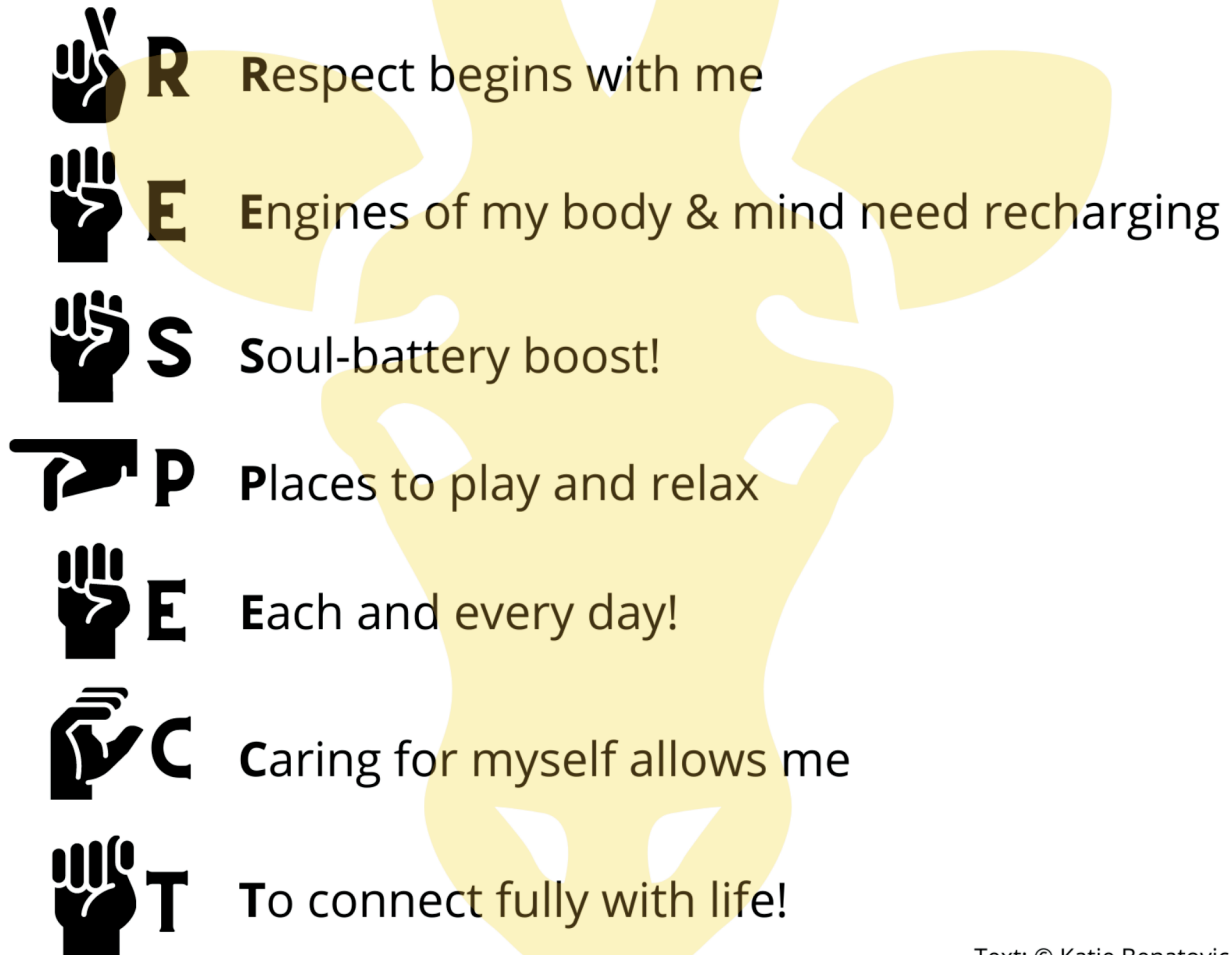 R Respect begins with me
E Engines of my body & mind need recharging
S Soul-battery boost!
P Places to play and relax
E Each and every day!
C Caring for myself allows me
T To connect fully with life!
Text: © Katie